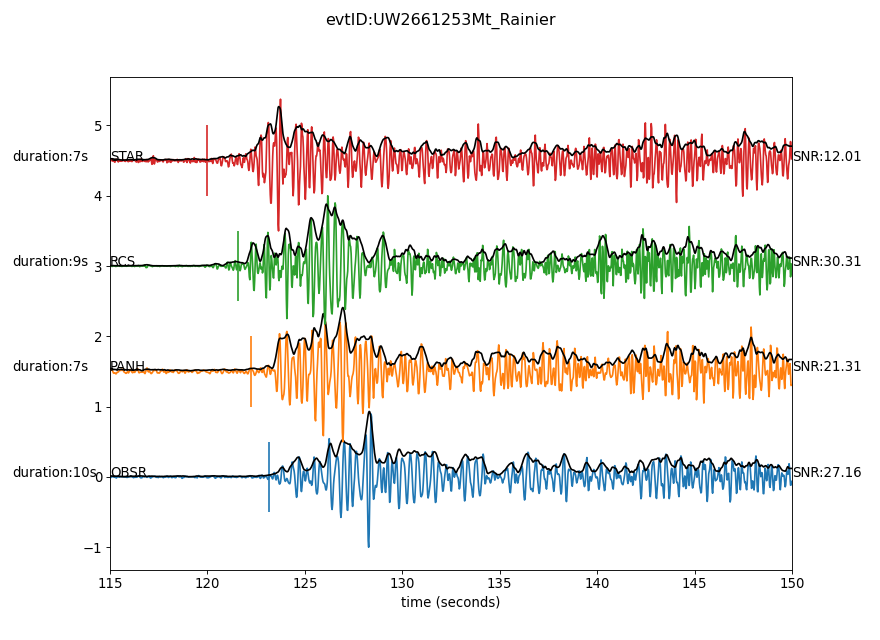 evtID:UW2661253Mt_Rainier
5
duration:7s STAR SNR:12.01
4
duration:9s RCS SNR:30.31
3
2
duration:7s PANH SNR:21.31
1
duration:10s OBSR SNR:27.16
0
−1
115 120 125 130 135 140 145 150
time (seconds)